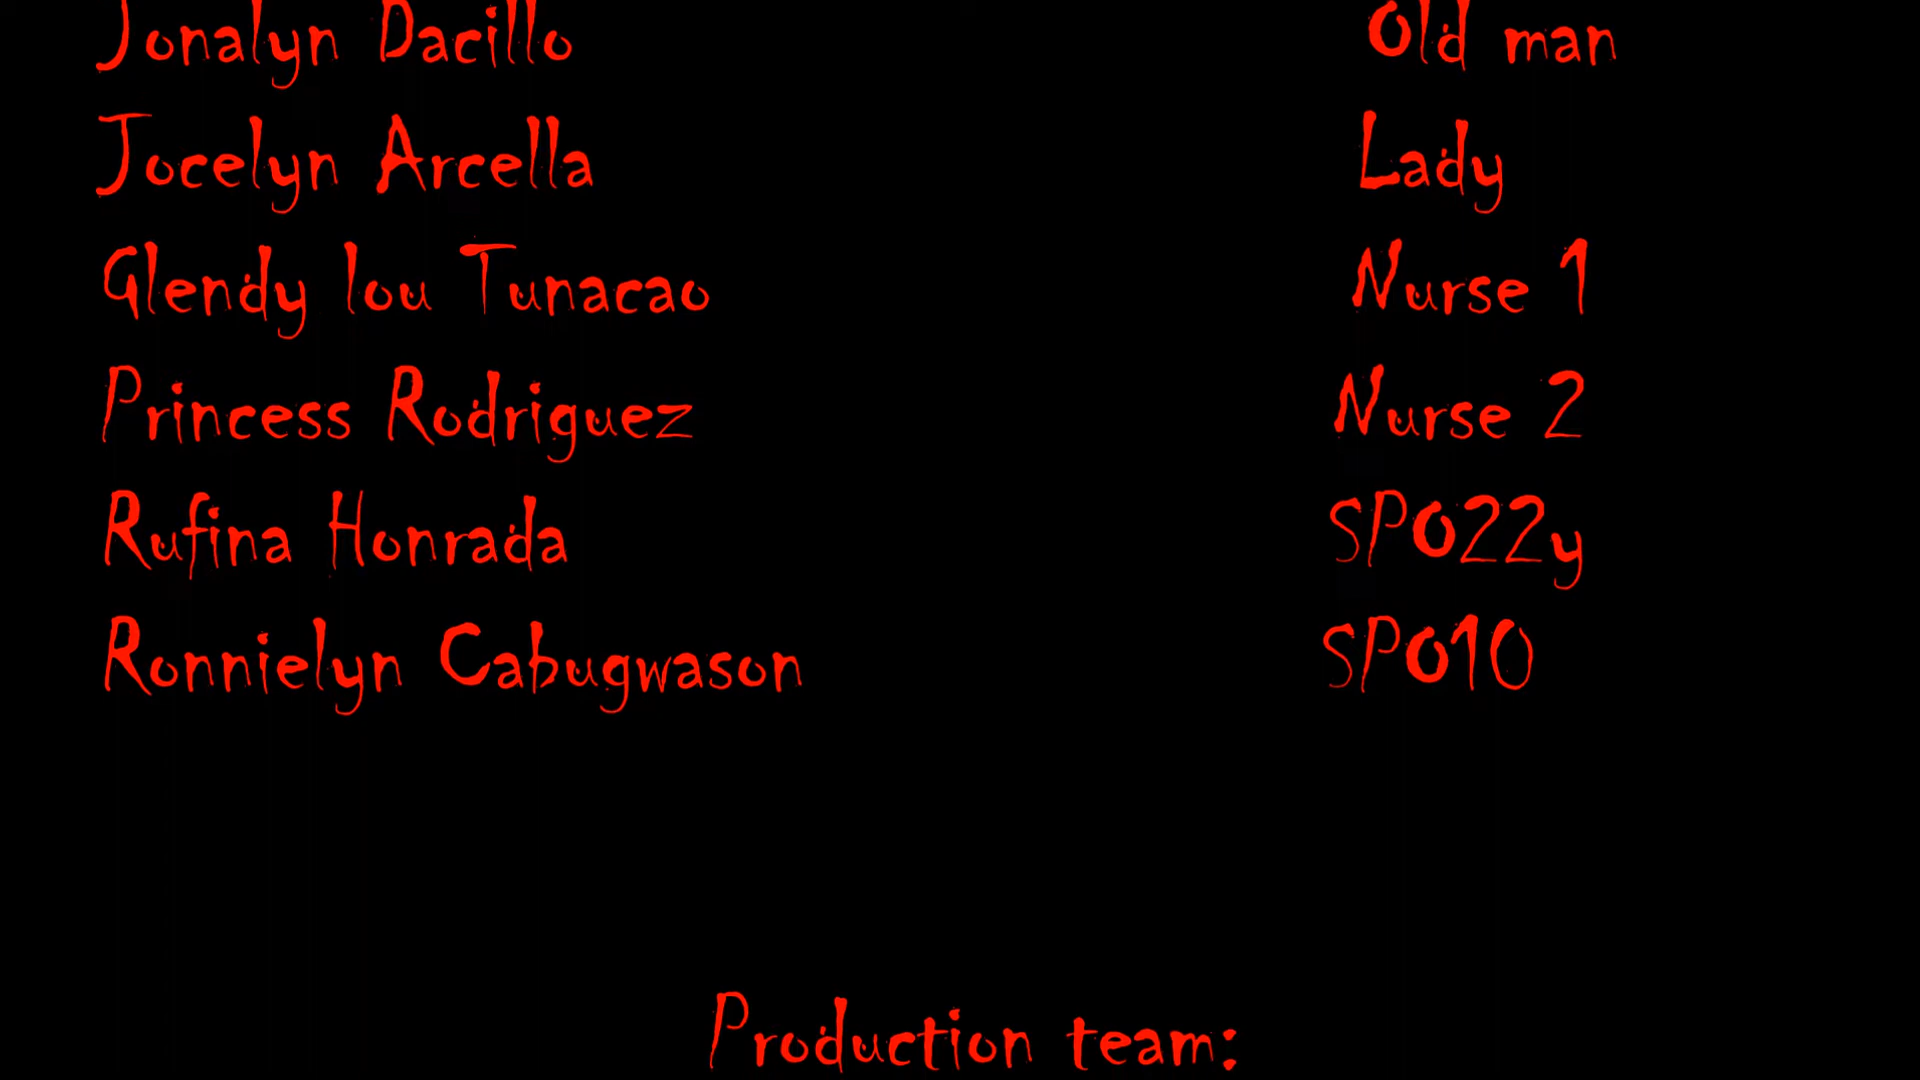 Jonalyn Dacillo Old man
Jocelyn Arcella Lady
Glendy lou Tunacao Nurse 1
Princess Rodriguez Nurse 2
Rufina Honrada SPO22y
Ronnielyn Cabugwason SPO10
Production team: